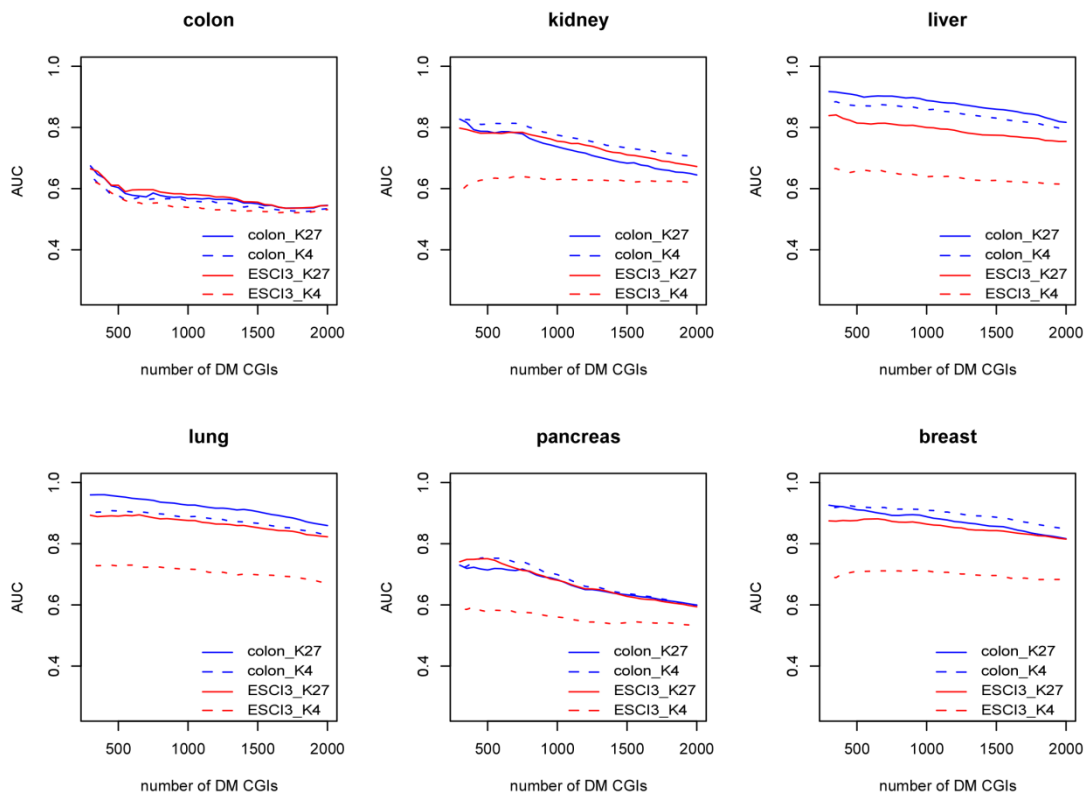 colon
kidney
liver
AUC
1.0
0.8
0.6
0.4
colon_K27
colon_K4
ESCI3_K27
ESCI3_K4
500 1000 1500 2000
number of DM CGIs
AUC
1.0
0.8
0.6
0.4
colon_K27
colon_K4
ESCI3_K27
ESCI3_K4
500 1000 1500 2000
number of DM CGIs
AUC
1.0
0.8
0.6
0.4
colon_K27
colon_K4
ESCI3_K27
ESCI3_K4
500 1000 1500 2000
number of DM CGIs
lung
pancreas
breast
AUC
1.0
0.8
0.6
0.4
colon_K27
colon_K4
ESCI3_K27
ESCI3_K4
500 1000 1500 2000
number of DM CGIs
AUC
1.0
0.8
0.6
0.4
colon_K27
colon_K4
ESCI3_K27
ESCI3_K4
500 1000 1500 2000
number of DM CGIs
AUC
1.0
0.8
0.6
0.4
colon_K27
colon_K4
ESCI3_K27
ESCI3_K4
500 1000 1500 2000
number of DM CGIs